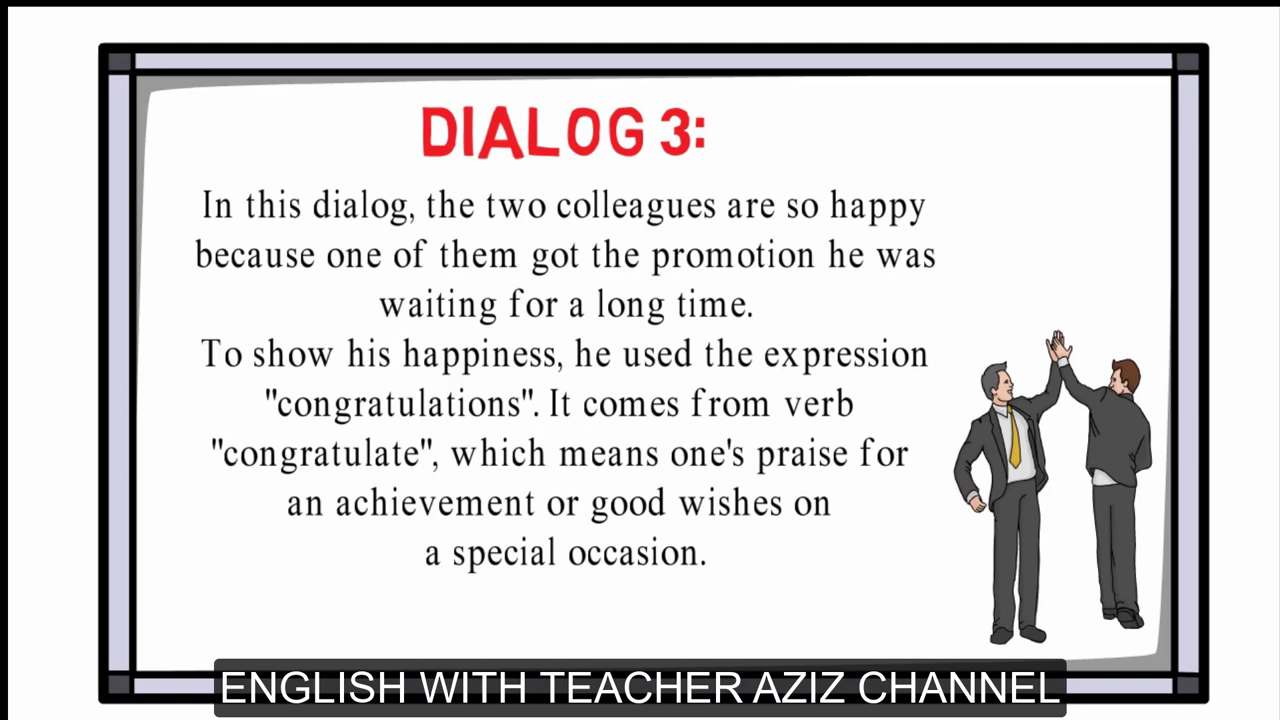 DIALOG 3:
In this dialog, the two colleagues are so happy
because one of them got the promotion he was
waiting for a long time.
To show his happiness, he used the expression
"congratulations". It comes from verb
"congratulate", which means one's praise for
an achievement or good wishes on
a special occasion.
ENGLISH WITH TEACHER AZIZ CHANNEL